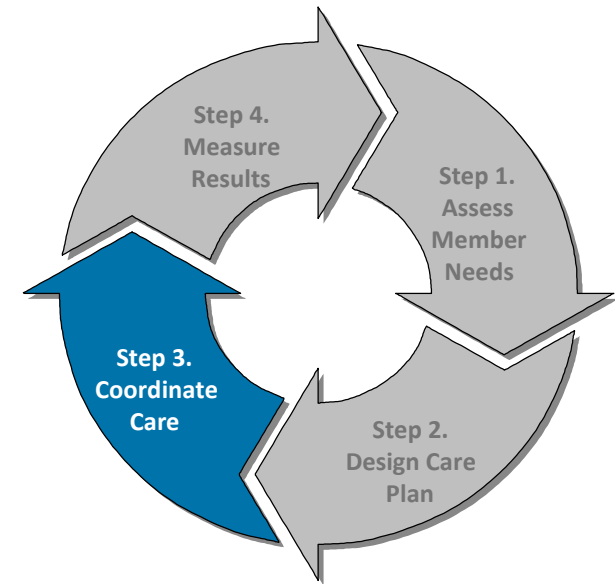 Step 1.
Assess
Member
Needs
Step 2.
Design Care
Plan
Step 3.
Coordinate
Care
Step 4.
Measure
Results